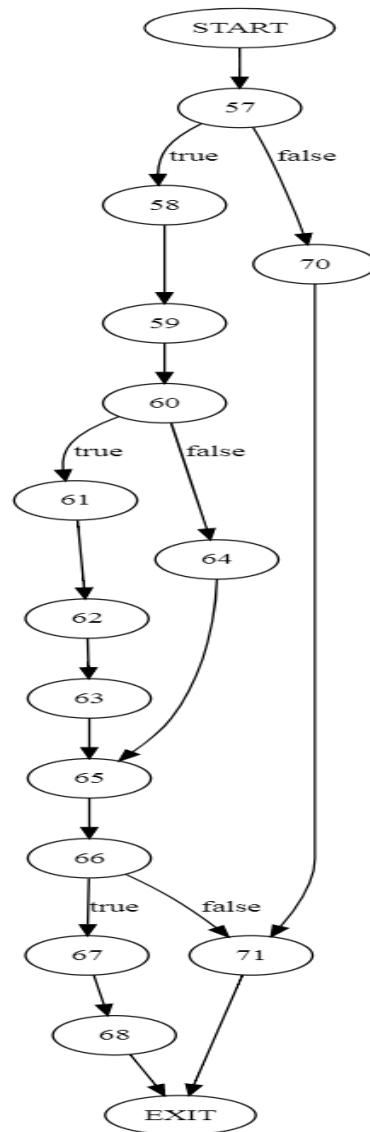 START
57
true
false
58
70
59
60
true
false
61
64
62
63
65
66
true
false
67
71
68
EXIT